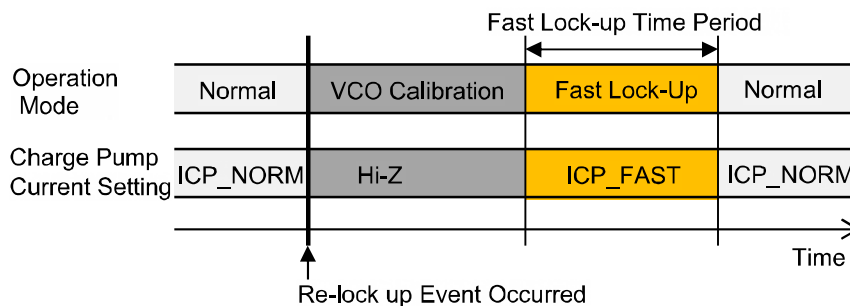 Fast Lock-up Time Period
Operation
Mode
Normal
VCO Calibration
Fast Lock-Up
Normal
Charge Pump
Current Setting
ICP_NORM
Hi-Z
ICP_FAST
ICP_NORM
Time
Re-lock up Event Occurred